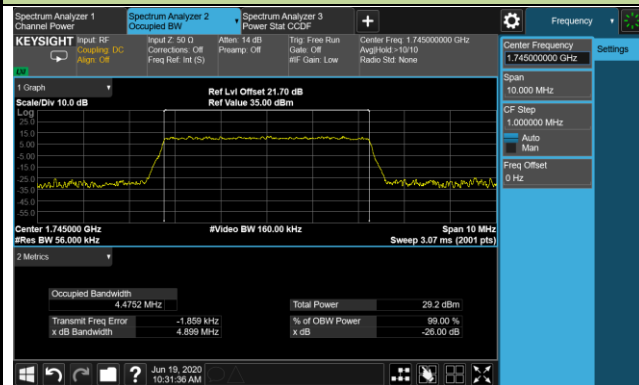 Spectrum Analyzer 1
Channel Power
Spectrum Analyzer 2
Occupied BW
Spectrum Analyzer 3
Power Stat CCDF
Frequency
KEYSIGHT
Input: RF
Coupling: DC
Align: Off
Input Z: 50 Ω
Corrections: Off
Freq Ref: Int (S)
Atten: 14 dB
Preamp: Off
Trig: Free Run
Gate: Off
#IF Gain: Low
Center Freq: 1.745000000 GHz
Avg|Hold:>10/10
Radio Std: None
Center Frequency
1.745000000 GHz
Settings
Span
10.000 MHz
CF Step
1.000000 MHz
Auto
Man
Freq Offset
0 Hz
1 Graph
Scale/Div 10.0 dB
Ref Lvl Offset 21.70 dB
Ref Value 35.00 dBm
Log
25.0
15.0
5.00
-5.00
-15.0
-25.0
-35.0
-45.0
-55.0
Center 1.745000 GHz
#Res BW 56.000 kHz
#Video BW 160.00 kHz
Span 10 MHz
Sweep 3.07 ms (2001 pts)
2 Metrics
Occupied Bandwidth
4.4752 MHz
Total Power 29.2 dBm
Transmit Freq Error -1.859 kHz
% of OBW Power 99.00 %
x dB Bandwidth 4.899 MHz
x dB -26.00 dB
Jun 19, 2020
10:31:36 AM